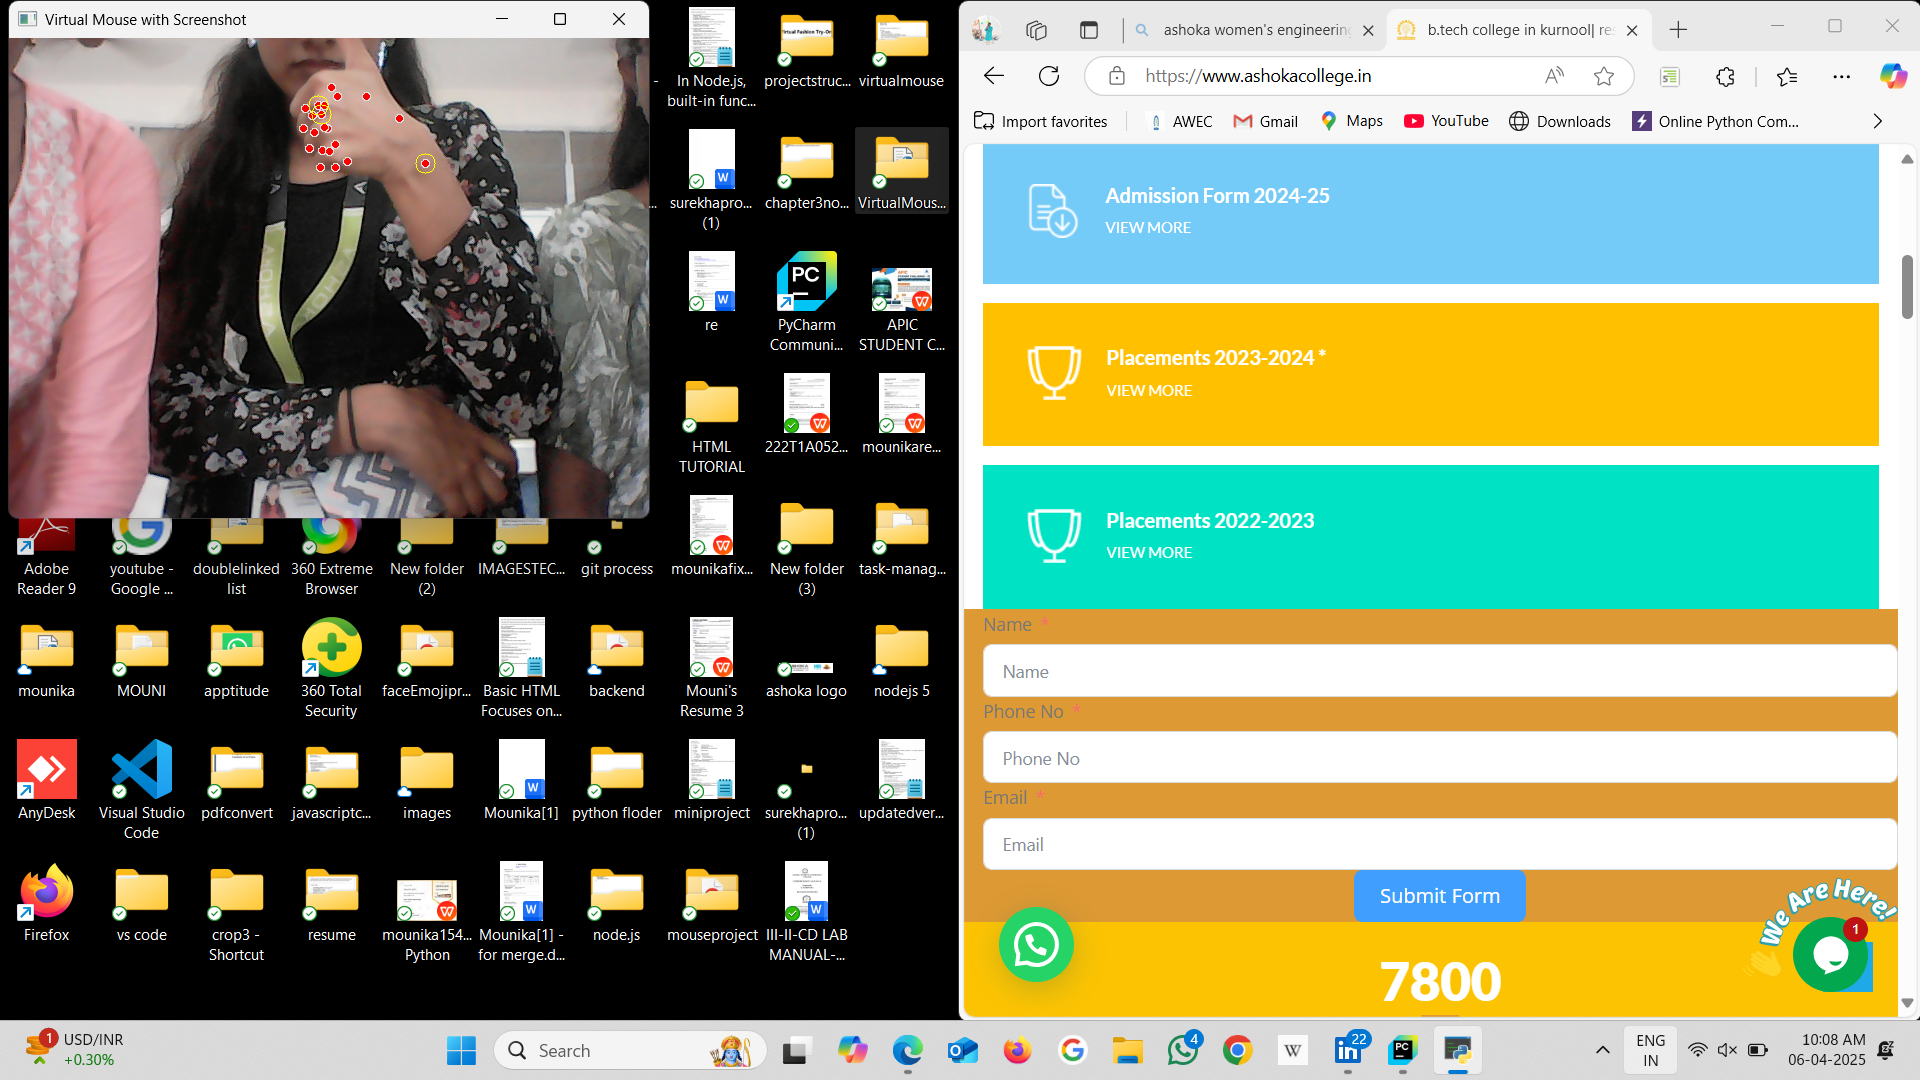 Virtual Mouse with Screenshot
In Node.js,
built-in func...
projectstruc...
virtualmouse
surekhapro...
(1)
chapter3no...
VirtualMous...
re
PyCharm
Communi...
APIC
STUDENT C...
HTML
TUTORIAL
222T1A052...
mounikare...
Adobe
Reader 9
youtube -
Google ...
doublelinked
list
360 Extreme
Browser
New folder
(2)
IMAGESTEC...
git process
mounikafix...
New folder
(3)
task-manag...
mounika
MOUNI
apptitude
360 Total
Security
faceEmojipr...
Basic HTML
Focuses on...
backend
Mouni's
Resume 3
ashoka logo
nodejs 5
AnyDesk
Visual Studio
Code
pdfconvert
javascriptc...
images
Mounika[1]
python floder
miniproject
surekhapro...
(1)
updatedver...
Firefox
vs code
crop3 -
Shortcut
resume
mounika154...
Python
Mounika[1] -
for merge.d...
node.js
mouseproject
III-II-CD LAB
MANUAL-...
ashoka women's engineering
b.tech college in kurnool| res
https://www.ashokacollege.in
Import favorites
AWEC
Gmail
Maps
YouTube
Downloads
Online Python Com...
Admission Form 2024-25
VIEW MORE
Placements 2023-2024 *
VIEW MORE
Placements 2022-2023
VIEW MORE
Name *
Name
Phone No *
Phone No
Email *
Email
Submit Form
We Are Here!
1
7800
1
USD/INR
+0.30%
Search
4
22
ENG
IN
10:08 AM
06-04-2025